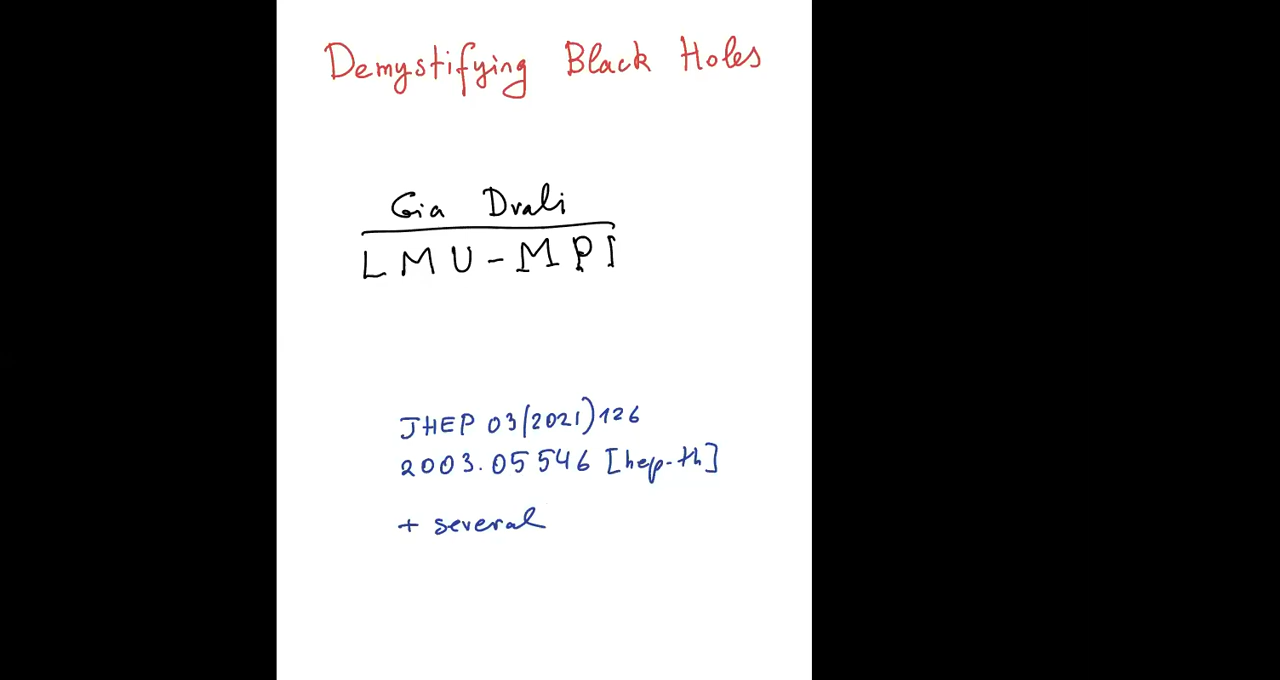 Demystifying Black Holes
Gia Dvali
LMU-MPI
JHEP 03(2021)126
2003.05546 [hep-th]
+ several